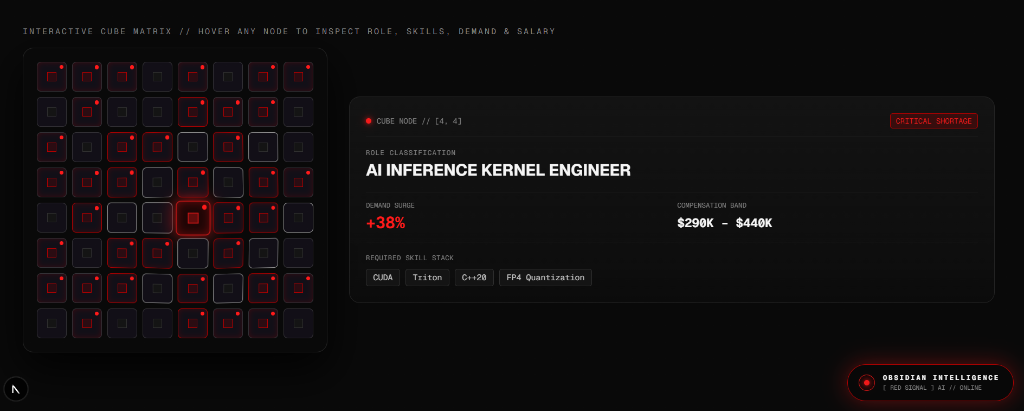 INTERACTIVE CUBE MATRIX // HOVER ANY NODE TO INSPECT ROLE, SKILLS, DEMAND & SALARY
CUBE NODE // [4, 4]
CRITICAL SHORTAGE
ROLE CLASSIFICATION
AI INFERENCE KERNEL ENGINEER
DEMAND SURGE
COMPENSATION BAND
+38%
$290K – $440K
REQUIRED SKILL STACK
CUDA
Triton
C++20
FP4 Quantization
OBSIDIAN INTELLIGENCE
[ RED SIGNAL ] AI // ONLINE